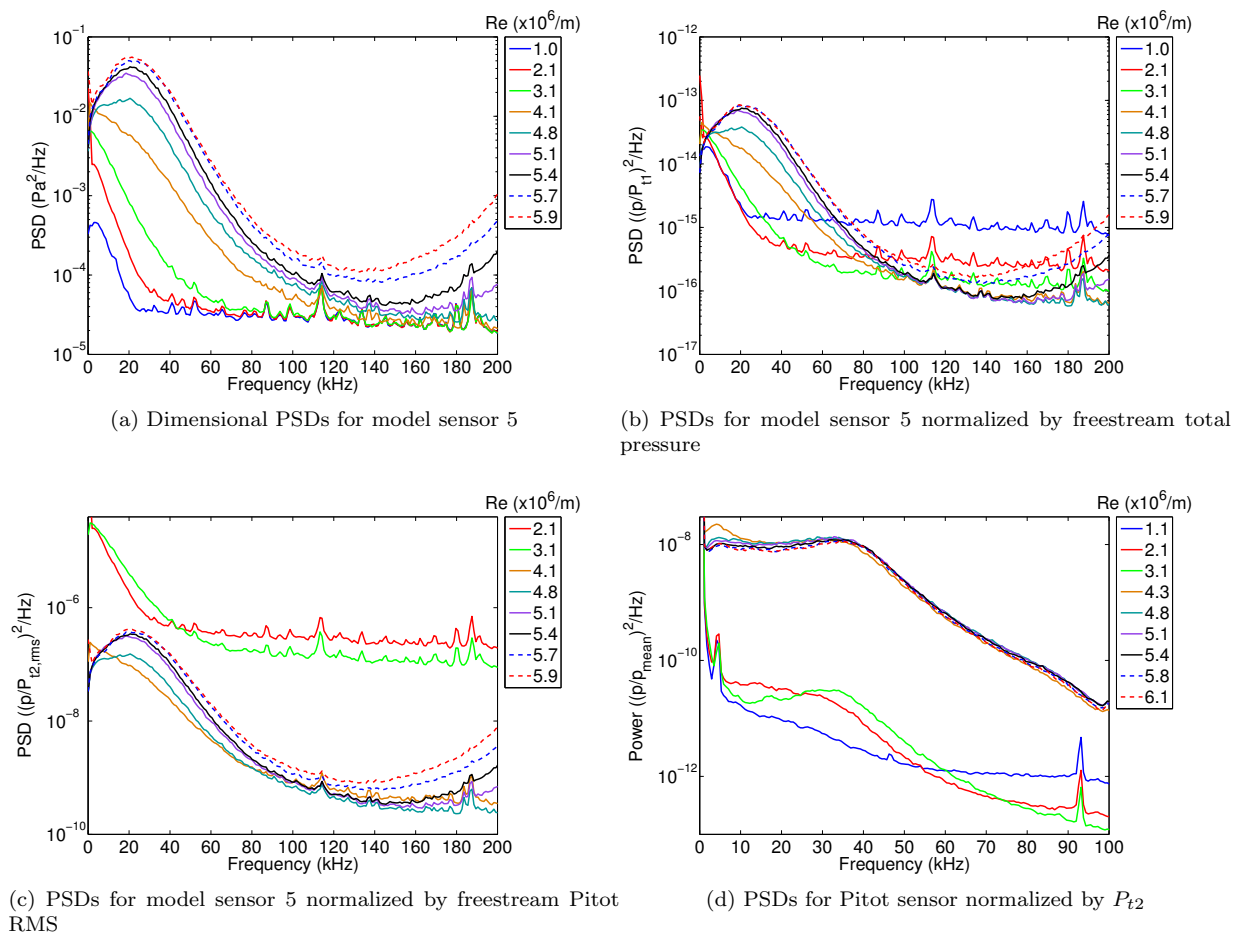 Re (x10^6/m)
10^-1
10^-2
10^-3
10^-4
10^-5
PSD (Pa^2/Hz)
0 20 40 60 80 100 120 140 160 180 200
Frequency (kHz)
1.0
2.1
3.1
4.1
4.8
5.1
5.4
5.7
5.9
(a) Dimensional PSDs for model sensor 5
Re (x10^6/m)
10^-12
10^-13
10^-14
10^-15
10^-16
10^-17
PSD ((p/P_t1)^2/Hz)
0 20 40 60 80 100 120 140 160 180 200
Frequency (kHz)
1.0
2.1
3.1
4.1
4.8
5.1
5.4
5.7
5.9
(b) PSDs for model sensor 5 normalized by freestream total
pressure
Re (x10^6/m)
10^-6
10^-8
10^-10
PSD ((p/P_t2,rms)^2/Hz)
0 20 40 60 80 100 120 140 160 180 200
Frequency (kHz)
2.1
3.1
4.1
4.8
5.1
5.4
5.7
5.9
(c) PSDs for model sensor 5 normalized by freestream Pitot
RMS
Re (x10^6/m)
10^-8
10^-10
10^-12
Power ((p/p_mean)^2/Hz)
0 10 20 30 40 50 60 70 80 90 100
Frequency (kHz)
1.1
2.1
3.1
4.3
4.8
5.1
5.4
5.8
6.1
(d) PSDs for Pitot sensor normalized by P_t2